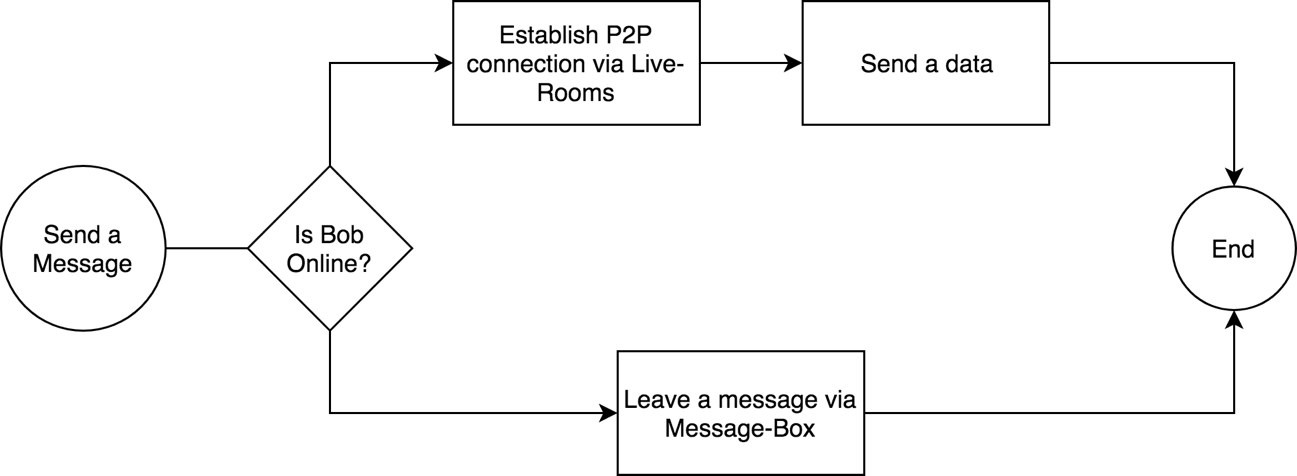 Establish P2P
connection via Live-
Rooms
Send a data
Send a
Message
Is Bob
Online?
End
Leave a message via
Message-Box